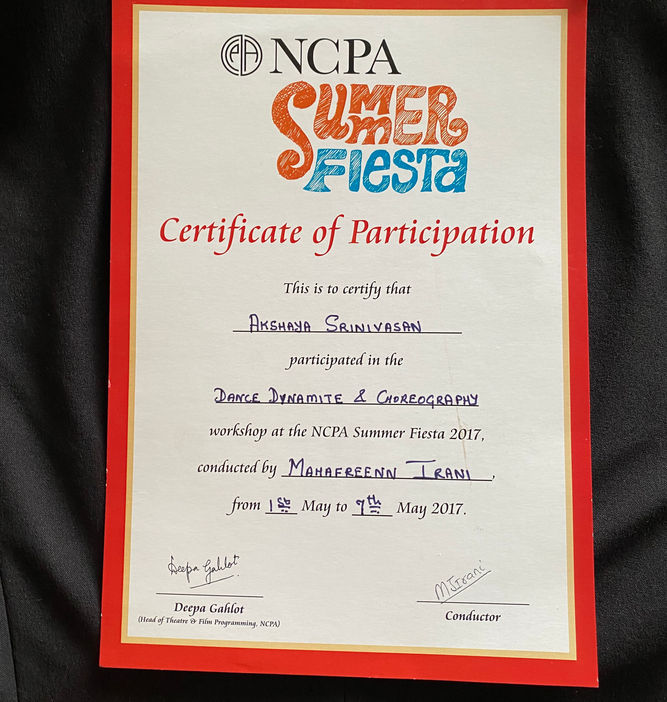 NCPA
SUMMER
FIESTA
Certificate of Participation
This is to certify that
AKSHAYA SRINIVASAN
participated in the
DANCE DYNAMITE & CHOREOGRAPHY
workshop at the NCPA Summer Fiesta 2017,
conducted by MAHAFREENN IRANI,
from 1st May to 7th May 2017.
Deepa Gahlot MJIrani
Deepa Gahlot Conductor
(Head of Theatre & Film Programming, NCPA)